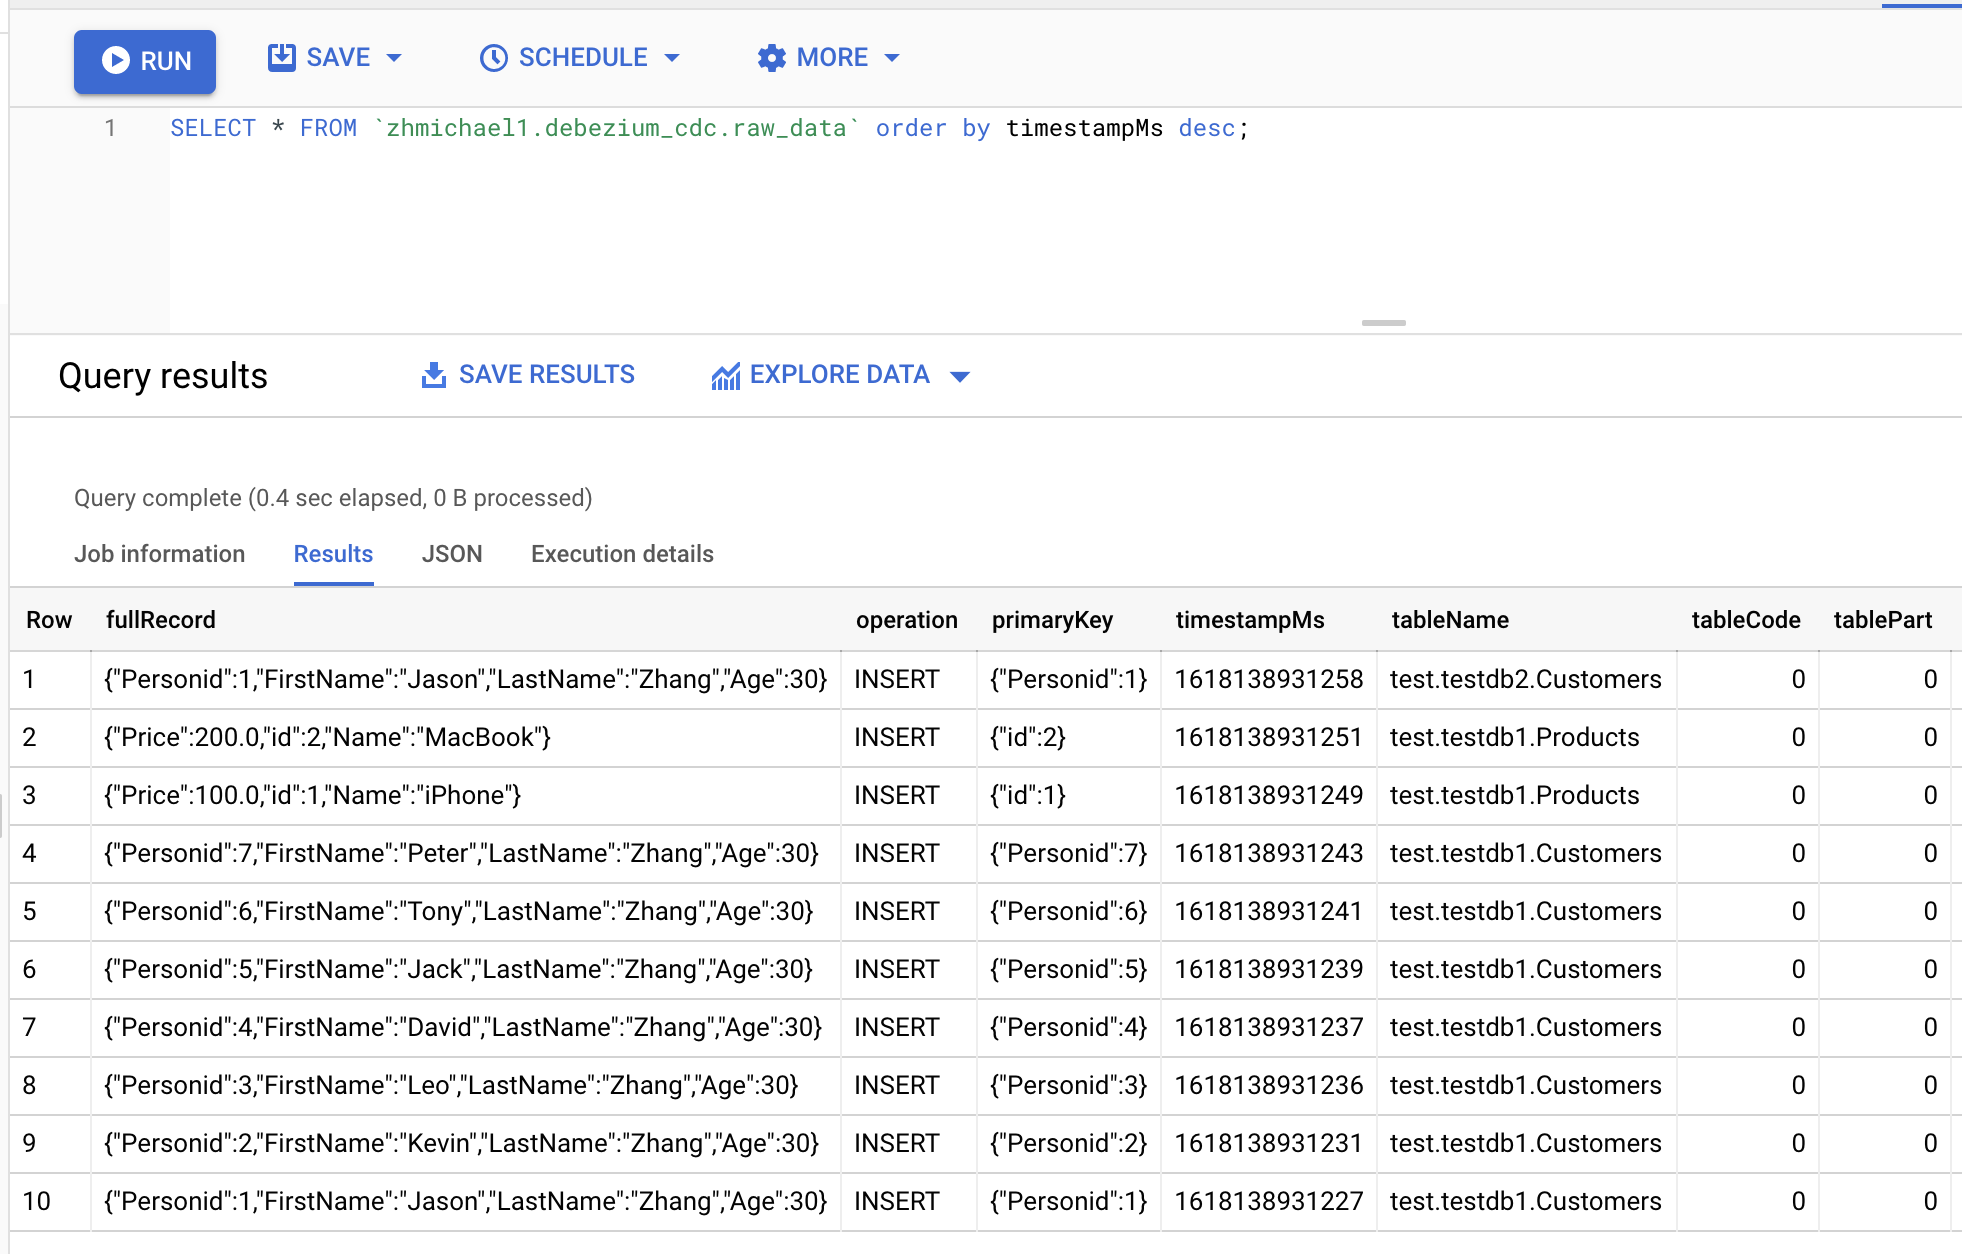 RUN SAVE SCHEDULE MORE
1 SELECT * FROM `zhmichael1.debezium_cdc.raw_data` order by timestampMs desc;
Query results SAVE RESULTS EXPLORE DATA
Query complete (0.4 sec elapsed, 0 B processed)
Job information Results JSON Execution details
Row fullRecord operation primaryKey timestampMs tableName tableCode tablePart
1 {"Personid":1,"FirstName":"Jason","LastName":"Zhang","Age":30} INSERT {"Personid":1} 1618138931258 test.testdb2.Customers 0 0
2 {"Price":200.0,"id":2,"Name":"MacBook"} INSERT {"id":2} 1618138931251 test.testdb1.Products 0 0
3 {"Price":100.0,"id":1,"Name":"iPhone"} INSERT {"id":1} 1618138931249 test.testdb1.Products 0 0
4 {"Personid":7,"FirstName":"Peter","LastName":"Zhang","Age":30} INSERT {"Personid":7} 1618138931243 test.testdb1.Customers 0 0
5 {"Personid":6,"FirstName":"Tony","LastName":"Zhang","Age":30} INSERT {"Personid":6} 1618138931241 test.testdb1.Customers 0 0
6 {"Personid":5,"FirstName":"Jack","LastName":"Zhang","Age":30} INSERT {"Personid":5} 1618138931239 test.testdb1.Customers 0 0
7 {"Personid":4,"FirstName":"David","LastName":"Zhang","Age":30} INSERT {"Personid":4} 1618138931237 test.testdb1.Customers 0 0
8 {"Personid":3,"FirstName":"Leo","LastName":"Zhang","Age":30} INSERT {"Personid":3} 1618138931236 test.testdb1.Customers 0 0
9 {"Personid":2,"FirstName":"Kevin","LastName":"Zhang","Age":30} INSERT {"Personid":2} 1618138931231 test.testdb1.Customers 0 0
10 {"Personid":1,"FirstName":"Jason","LastName":"Zhang","Age":30} INSERT {"Personid":1} 1618138931227 test.testdb1.Customers 0 0